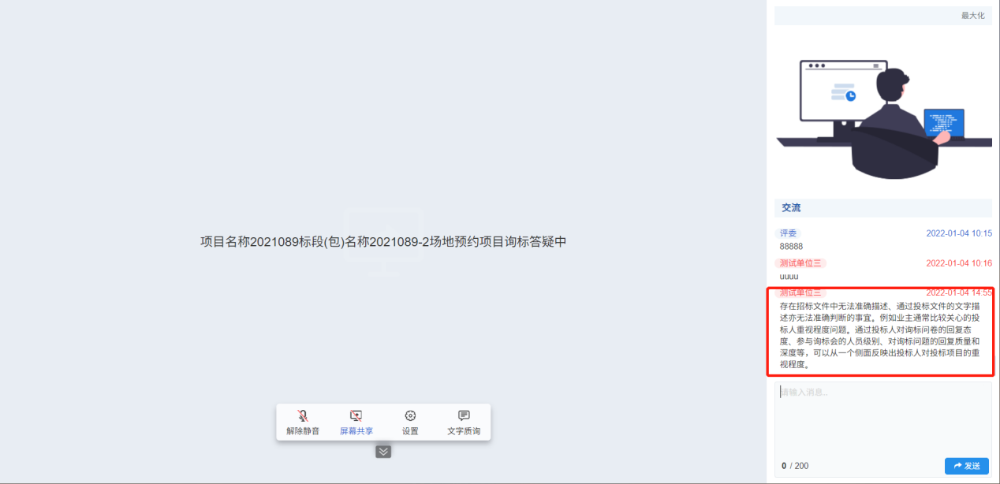 最大化
项目名称2021089标段(包)名称2021089-2场地预约项目询标答疑中
解除静音
屏幕共享
设置
文字质询
交流
评委 2022-01-04 10:15
88888
测试单位三 2022-01-04 10:16
uuuu
测试单位三 2022-01-04 14:55
存在招标文件中无法准确描述、通过投标文件的文字描
述亦无法准确判断的事宜。例如业主通常比较关心的投
标人重视程度问题。通过投标人对询标问卷的回复态
度、参与询标会的人员级别、对询标问题的回复质量和
深度等，可以从一个侧面反映出投标人对投标项目的重
视程度。
请输入消息..
0 / 200
发送